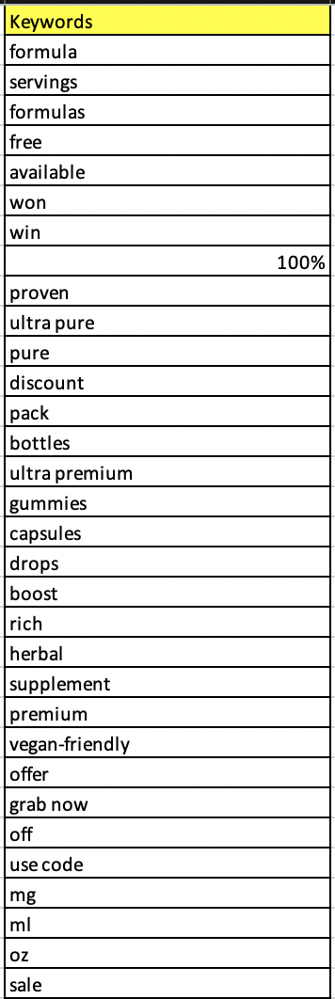 Keywords
formula
servings
formulas
free
available
won
win
100%
proven
ultra pure
pure
discount
pack
bottles
ultra premium
gummies
capsules
drops
boost
rich
herbal
supplement
premium
vegan-friendly
offer
grab now
off
use code
mg
ml
oz
sale